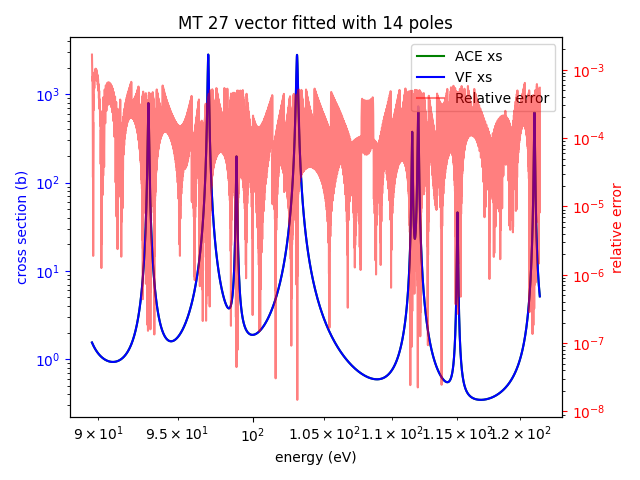 MT 27 vector fitted with 14 poles
ACE xs
VF xs
Relative error
cross section (b)
10³
10²
10¹
10⁰
relative error
10⁻³
10⁻⁴
10⁻⁵
10⁻⁶
10⁻⁷
10⁻⁸
9 × 10¹
9.5 × 10¹
10²
1.05 × 10²
1.1 × 10²
1.15 × 10²
1.2 × 10²
energy (eV)